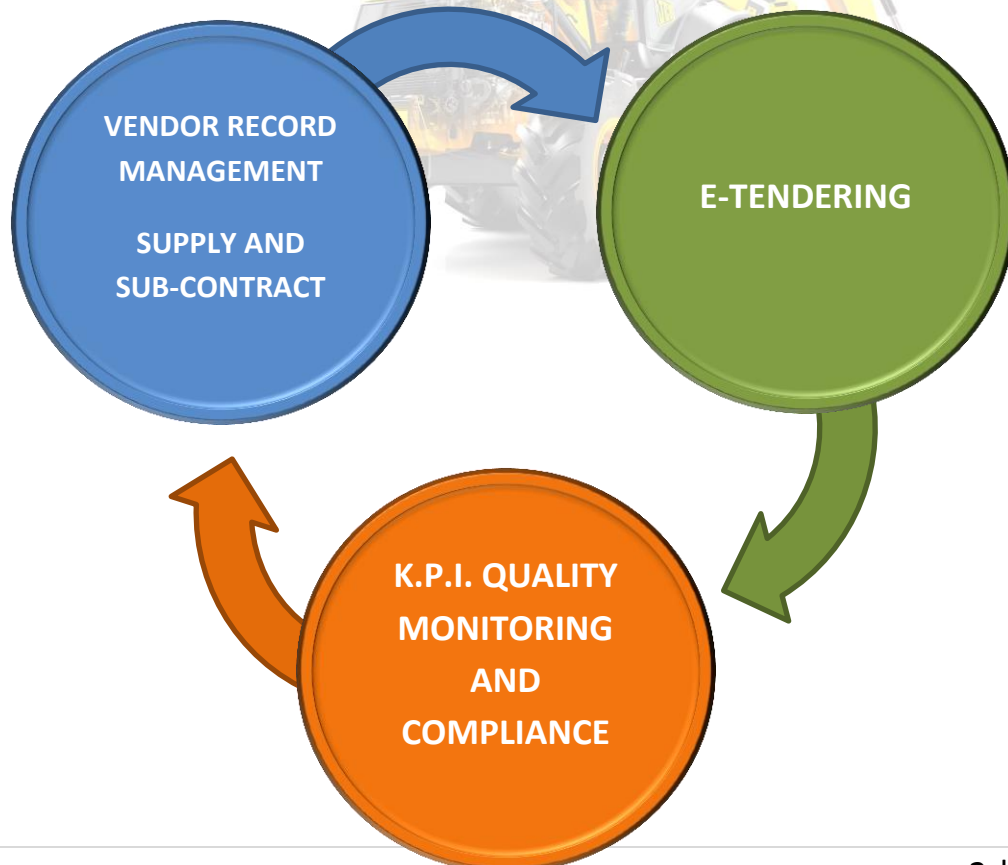 VENDOR RECORD
MANAGEMENT
SUPPLY AND
SUB-CONTRACT
E-TENDERING
K.P.I. QUALITY
MONITORING
AND
COMPLIANCE